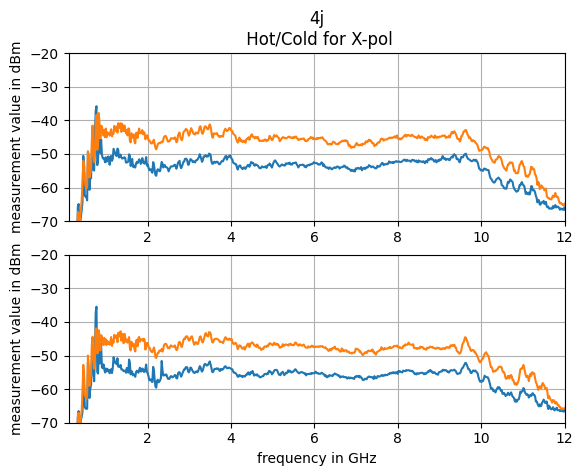 4j
Hot/Cold for X-pol
measurement value in dBm
-20
-30
-40
-50
-60
-70
2 4 6 8 10 12
measurement value in dBm
-20
-30
-40
-50
-60
-70
2 4 6 8 10 12
frequency in GHz